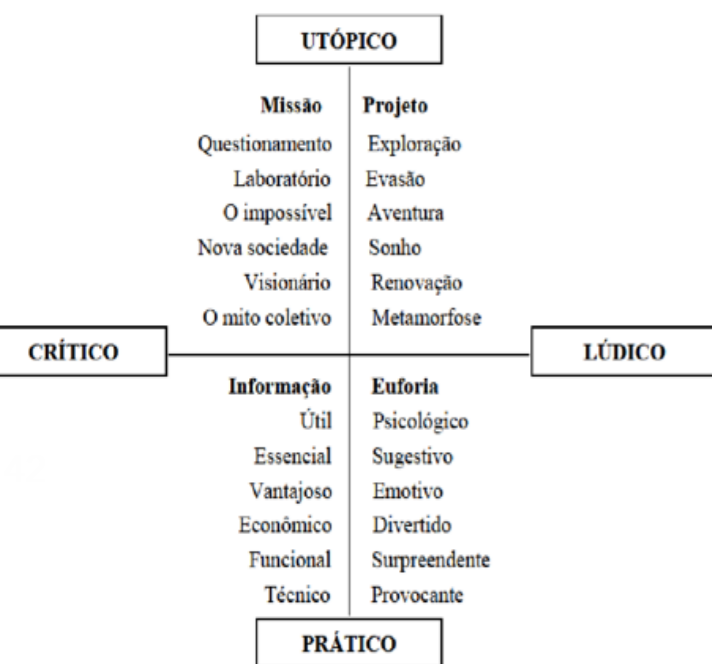 UTÓPICO
Missão Projeto
Questionamento Exploração
Laboratório Evasão
O impossível Aventura
Nova sociedade Sonho
Visionário Renovação
O mito coletivo Metamorfose
CRÍTICO LÚDICO
Informação Euforia
Útil Psicológico
Essencial Sugestivo
Vantajoso Emotivo
Econômico Divertido
Funcional Surpreendente
Técnico Provocante
PRÁTICO